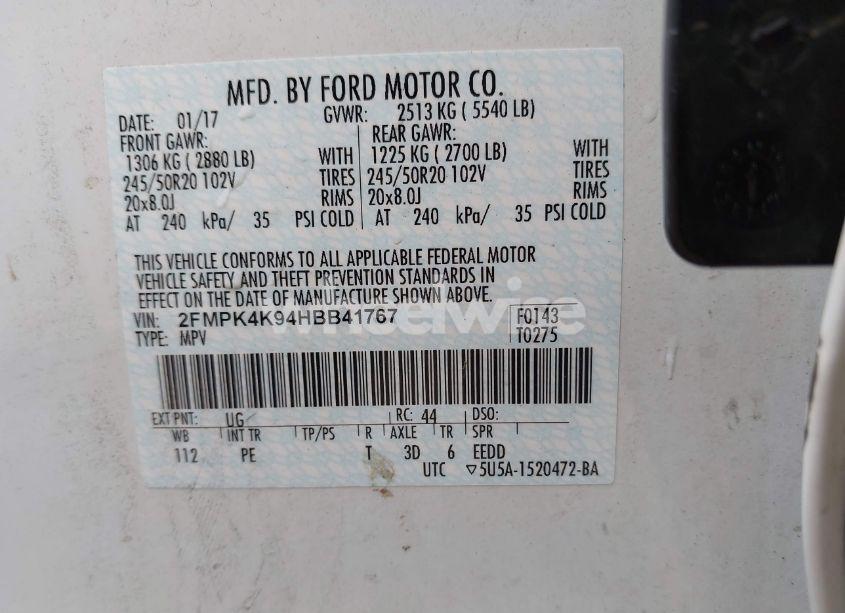 MFD. BY FORD MOTOR CO.
DATE: 01/17 GVWR: 2513 KG ( 5540 LB)
FRONT GAWR: REAR GAWR:
1306 KG ( 2880 LB) WITH 1225 KG ( 2700 LB) WITH
245/50R20 102V TIRES 245/50R20 102V TIRES
20x8.0J RIMS 20x8.0J RIMS
AT 240 kPa/ 35 PSI COLD AT 240 kPa/ 35 PSI COLD
THIS VEHICLE CONFORMS TO ALL APPLICABLE FEDERAL MOTOR
VEHICLE SAFETY AND THEFT PREVENTION STANDARDS IN
EFFECT ON THE DATE OF MANUFACTURE SHOWN ABOVE.
VIN: 2FMPK4K94HBB41767 F0143
TYPE: MPV T0275
wheelwise
EXT PNT: UG RC: 44 DSO:
WB INT TR TP/PS R AXLE TR SPR
112 PE T 3D 6 EEDD
UTC ▽5U5A-1520472-BA